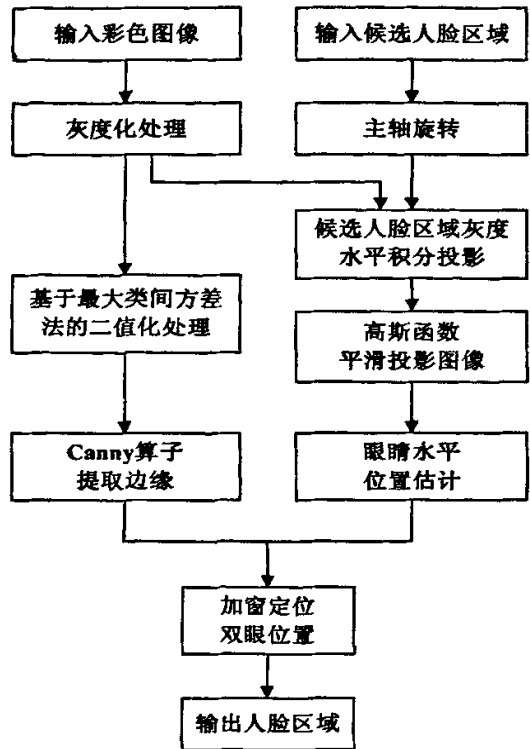 输入彩色图像
输入候选人脸区域
灰度化处理
主轴旋转
候选人脸区域灰度
水平积分投影
基于最大类间方差
法的二值化处理
高斯函数
平滑投影图像
Canny算子
提取边缘
眼睛水平
位置估计
加窗定位
双眼位置
输出人脸区域